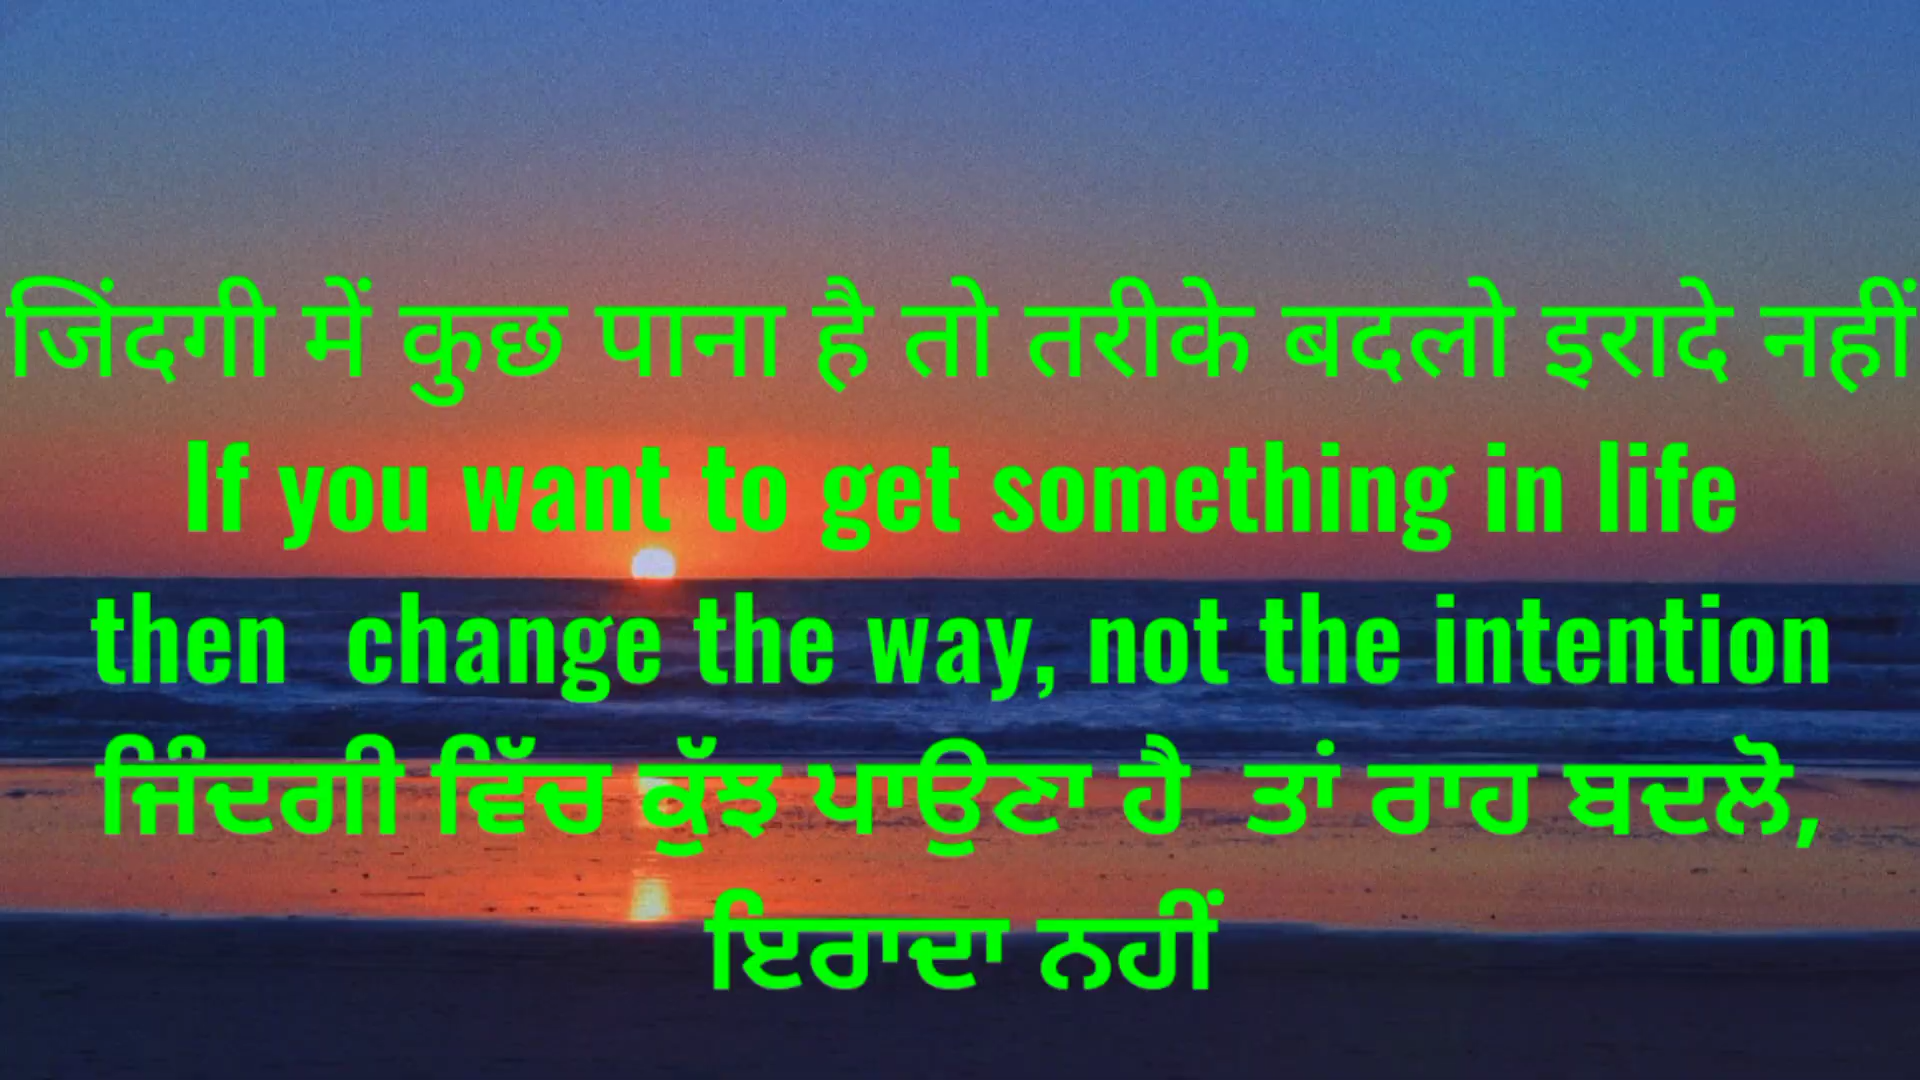 जिंदगी में कुछ पाना है तो तरीके बदलो इरादे नहीं
If you want to get something in life
then  change the way, not the intention
ਜਿੰਦਗੀ ਵਿੱਚ ਕੁੱਝ ਪਾਉਣਾ ਹੈ  ਤਾਂ ਰਾਹ ਬਦਲੋ,
ਇਰਾਦਾ ਨਹੀਂ